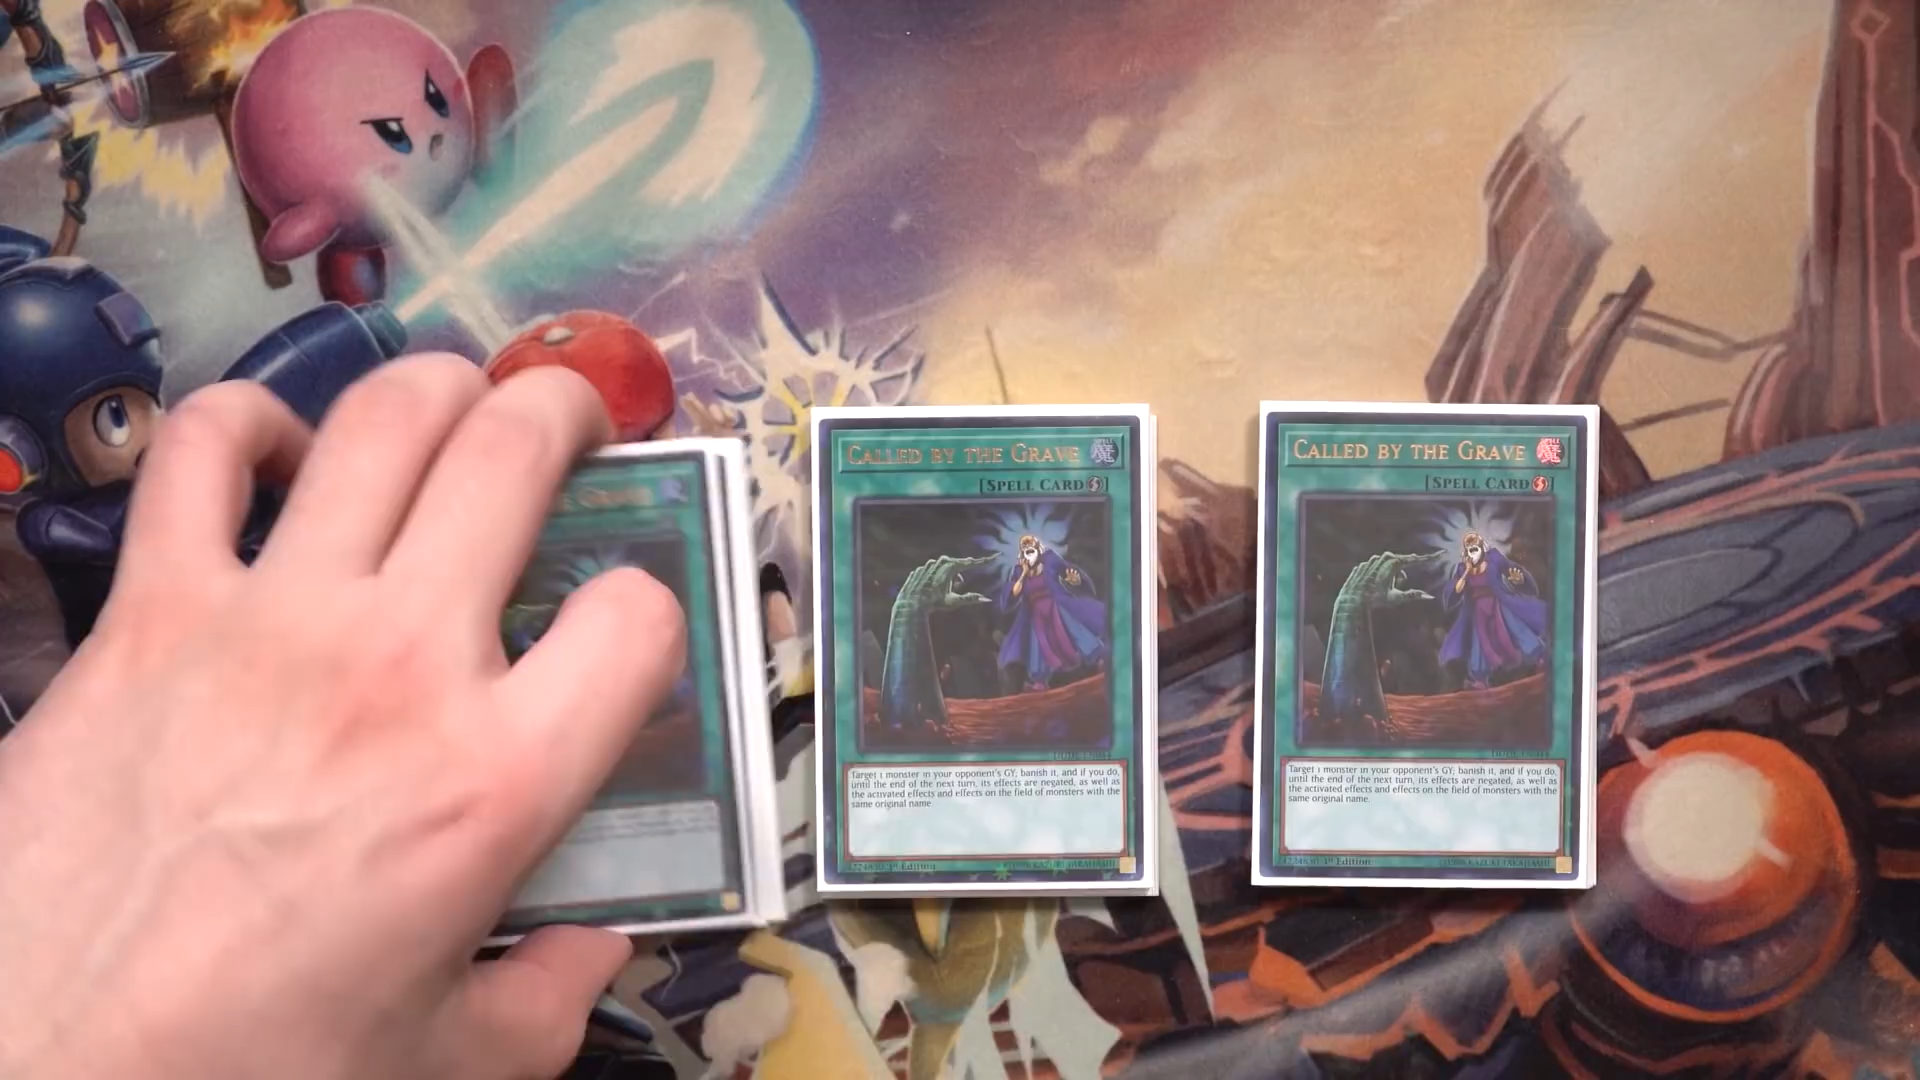 CALLED BY THE GRAVE
[SPELL CARD]
Target 1 monster in your opponent's GY; banish it, and if you do,
until the end of the next turn, its effects are negated, as well as
the activated effects and effects on the field of monsters with the
same original name.
1st Edition
CALLED BY THE GRAVE
[SPELL CARD]
Target 1 monster in your opponent's GY; banish it, and if you do,
until the end of the next turn, its effects are negated, as well as
the activated effects and effects on the field of monsters with the
same original name.
1st Edition